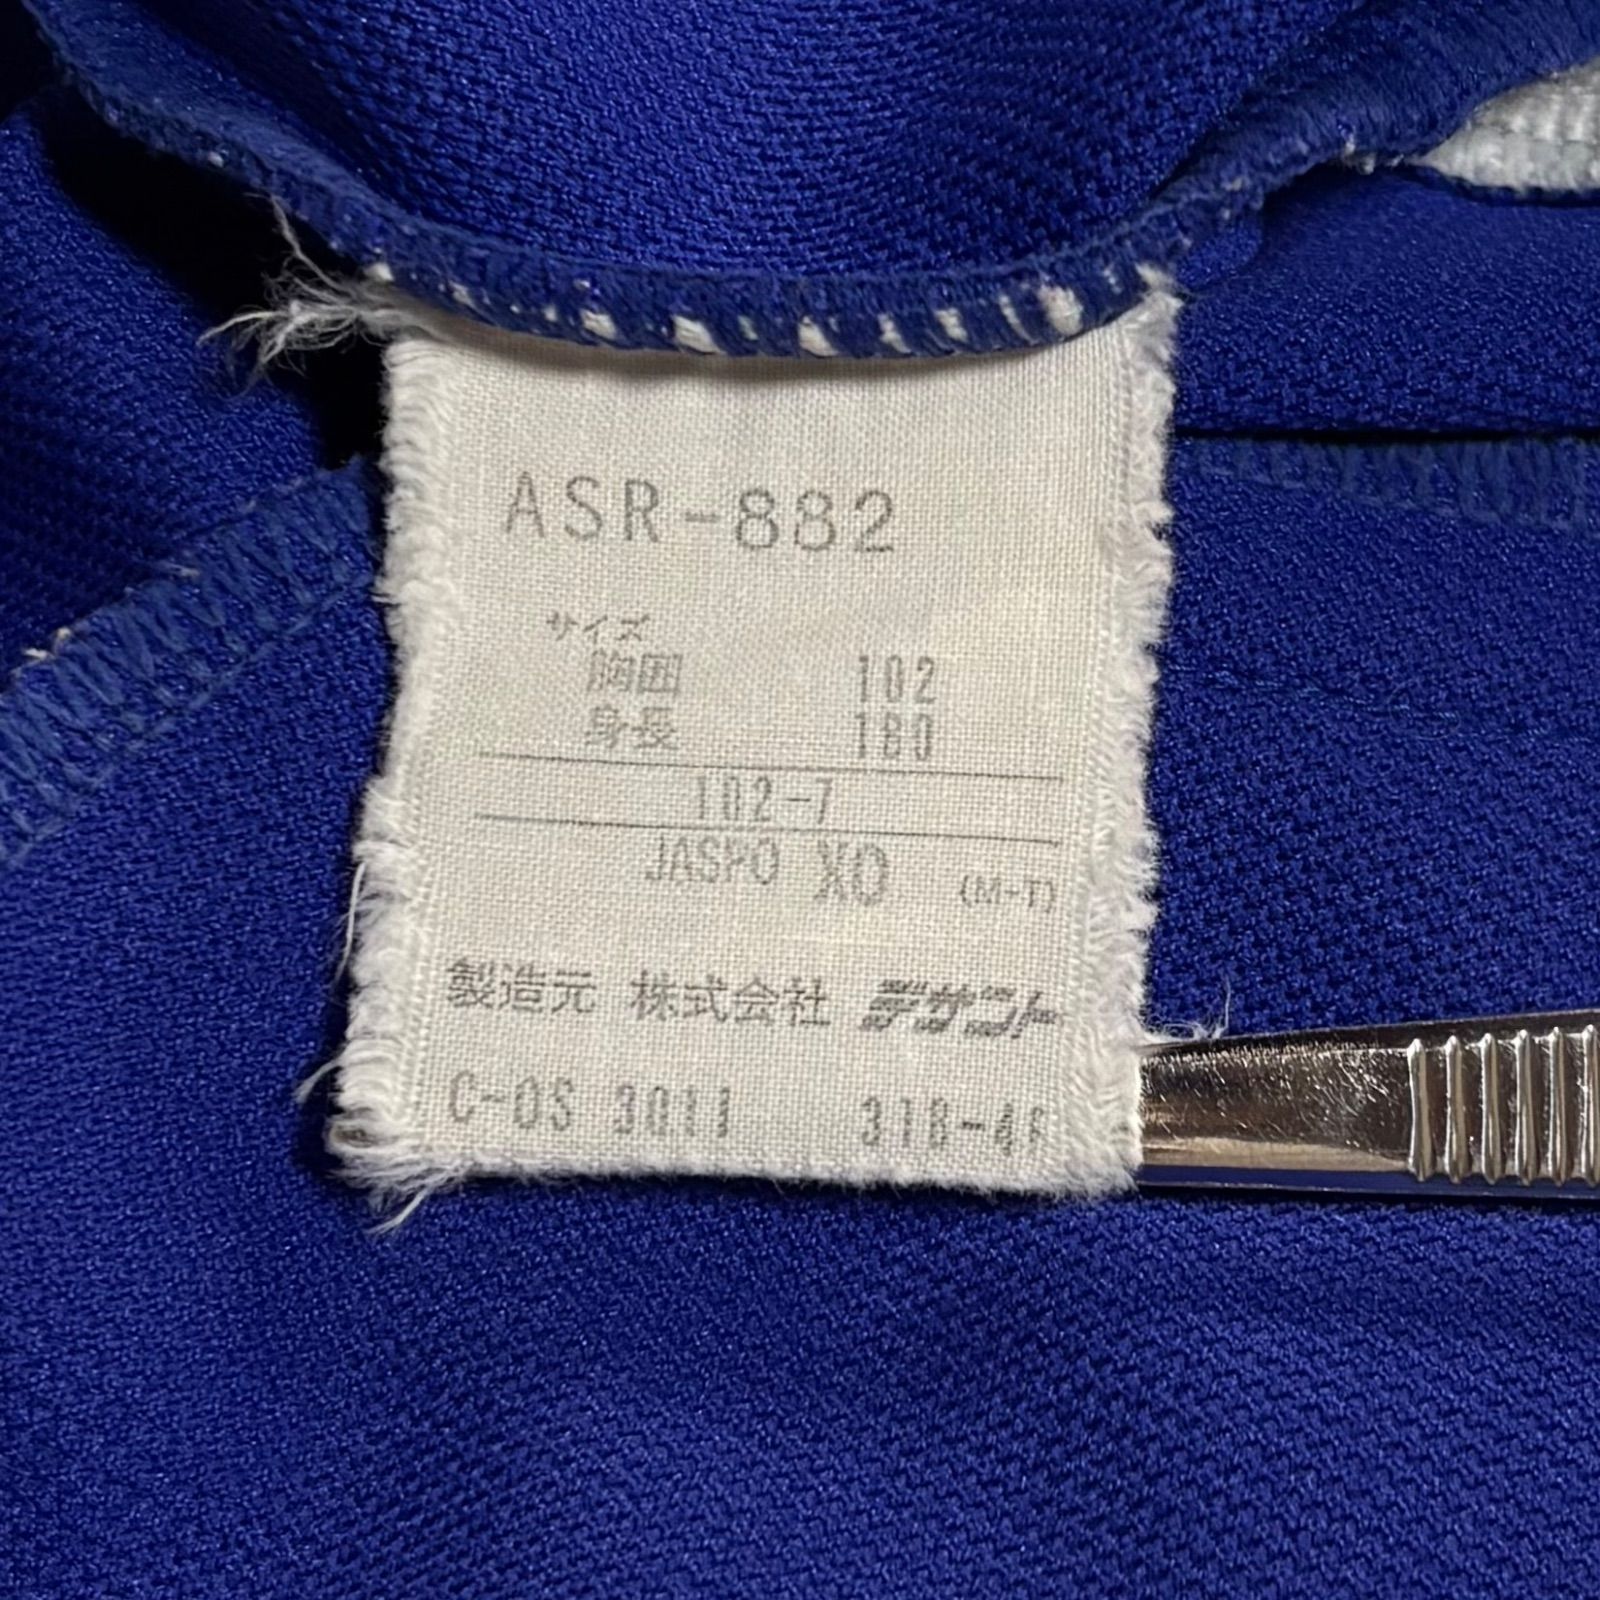 ASR-882
サイズ
胸囲 102
身長 180
102-7
JASPO XO (M-T)
製造元 株式会社 デサント
C-OS 3011